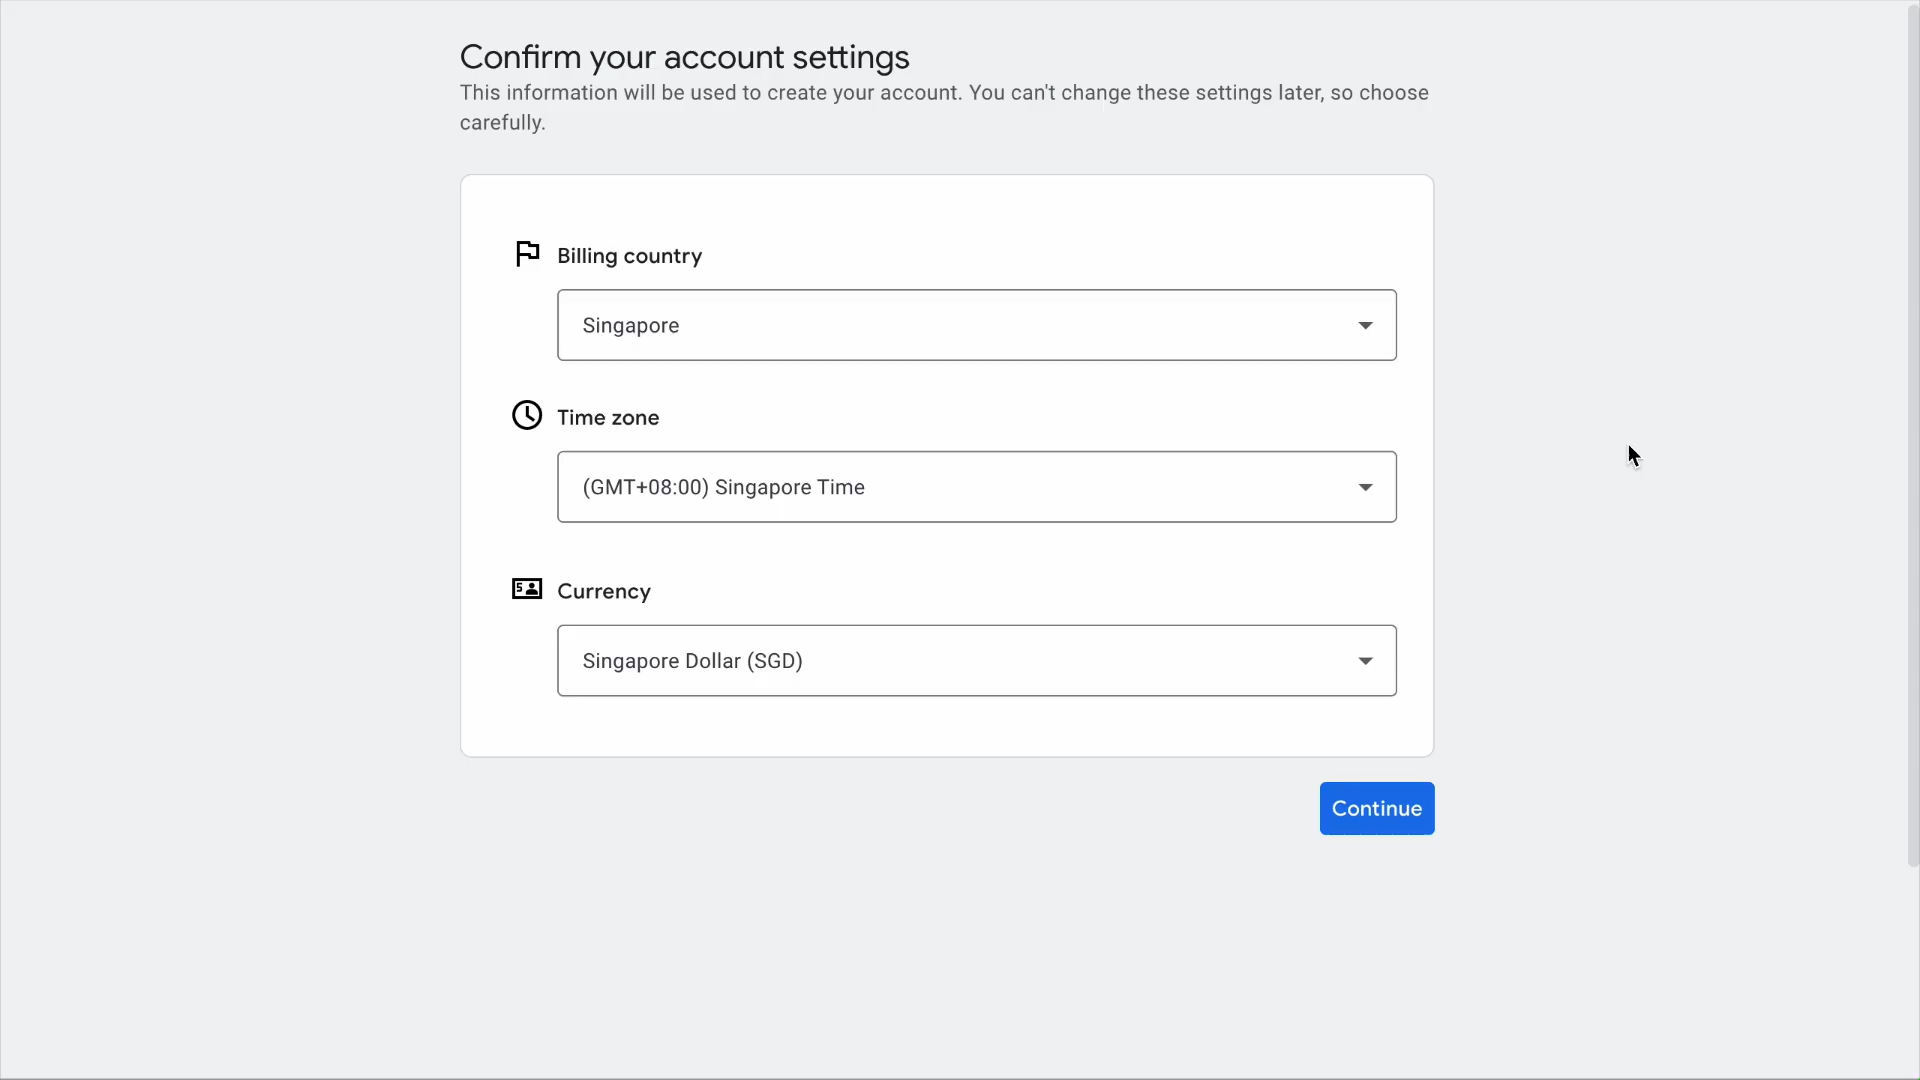 Confirm your account settings
This information will be used to create your account. You can't change these settings later, so choose
carefully.
Billing country
Singapore
Time zone
(GMT+08:00) Singapore Time
Currency
Singapore Dollar (SGD)
Continue